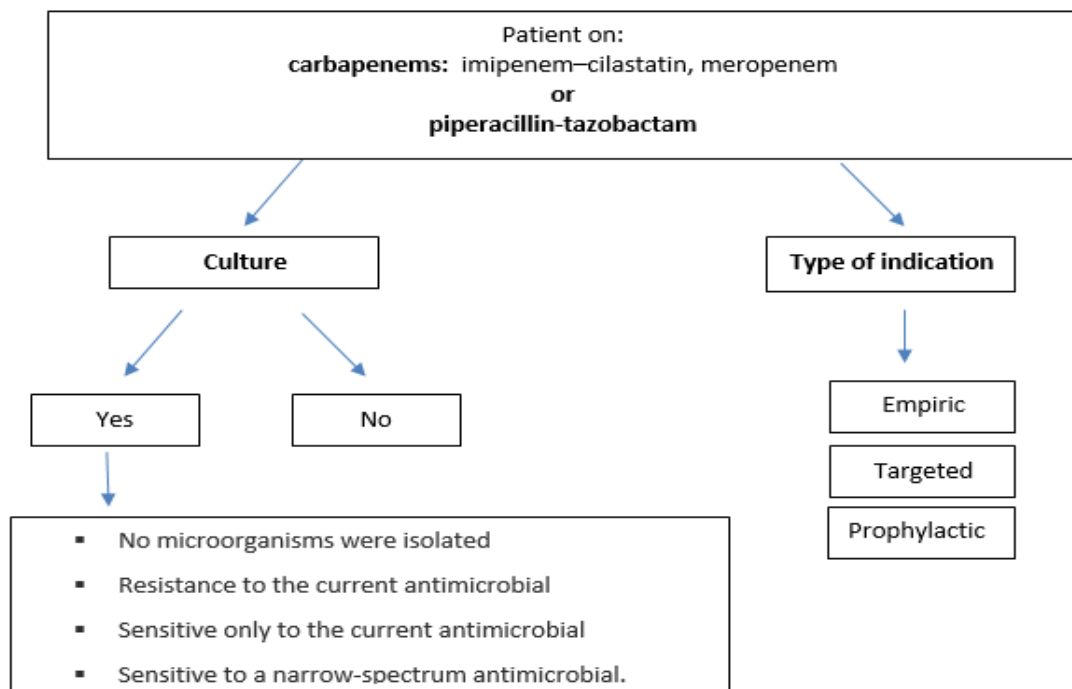 Patient on:
carbapenems: imipenem–cilastatin, meropenem
or
piperacillin-tazobactam
Culture
Type of indication
Yes
No
Empiric
Targeted
Prophylactic
▪ No microorganisms were isolated
▪ Resistance to the current antimicrobial
▪ Sensitive only to the current antimicrobial
▪ Sensitive to a narrow-spectrum antimicrobial.